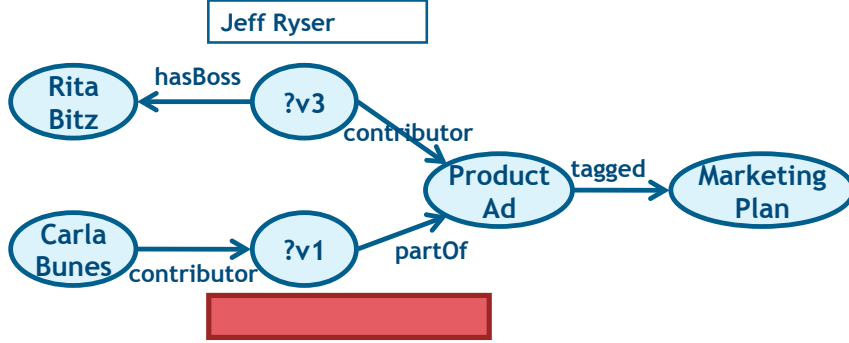 Jeff Ryser
hasBoss
Rita
Bitz
?v3
contributor
Product
Ad
tagged
Marketing
Plan
Carla
Bunes
contributor
?v1
partOf